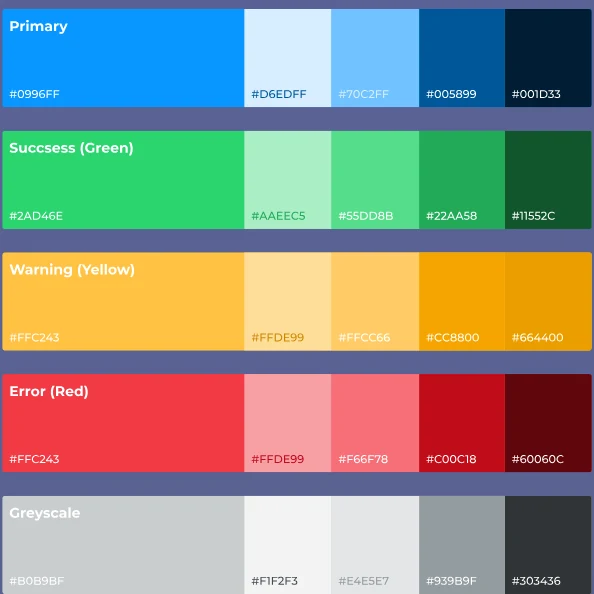 Primary
#0996FF #D6EDFF #70C2FF #005899 #001D33
Succsess (Green)
#2AD46E #AAEEC5 #55DD8B #22AA58 #11552C
Warning (Yellow)
#FFC243 #FFDE99 #FFCC66 #CC8800 #664400
Error (Red)
#FFC243 #FFDE99 #F66F78 #C00C18 #60060C
Greyscale
#B0B9BF #F1F2F3 #E4E5E7 #939B9F #303436